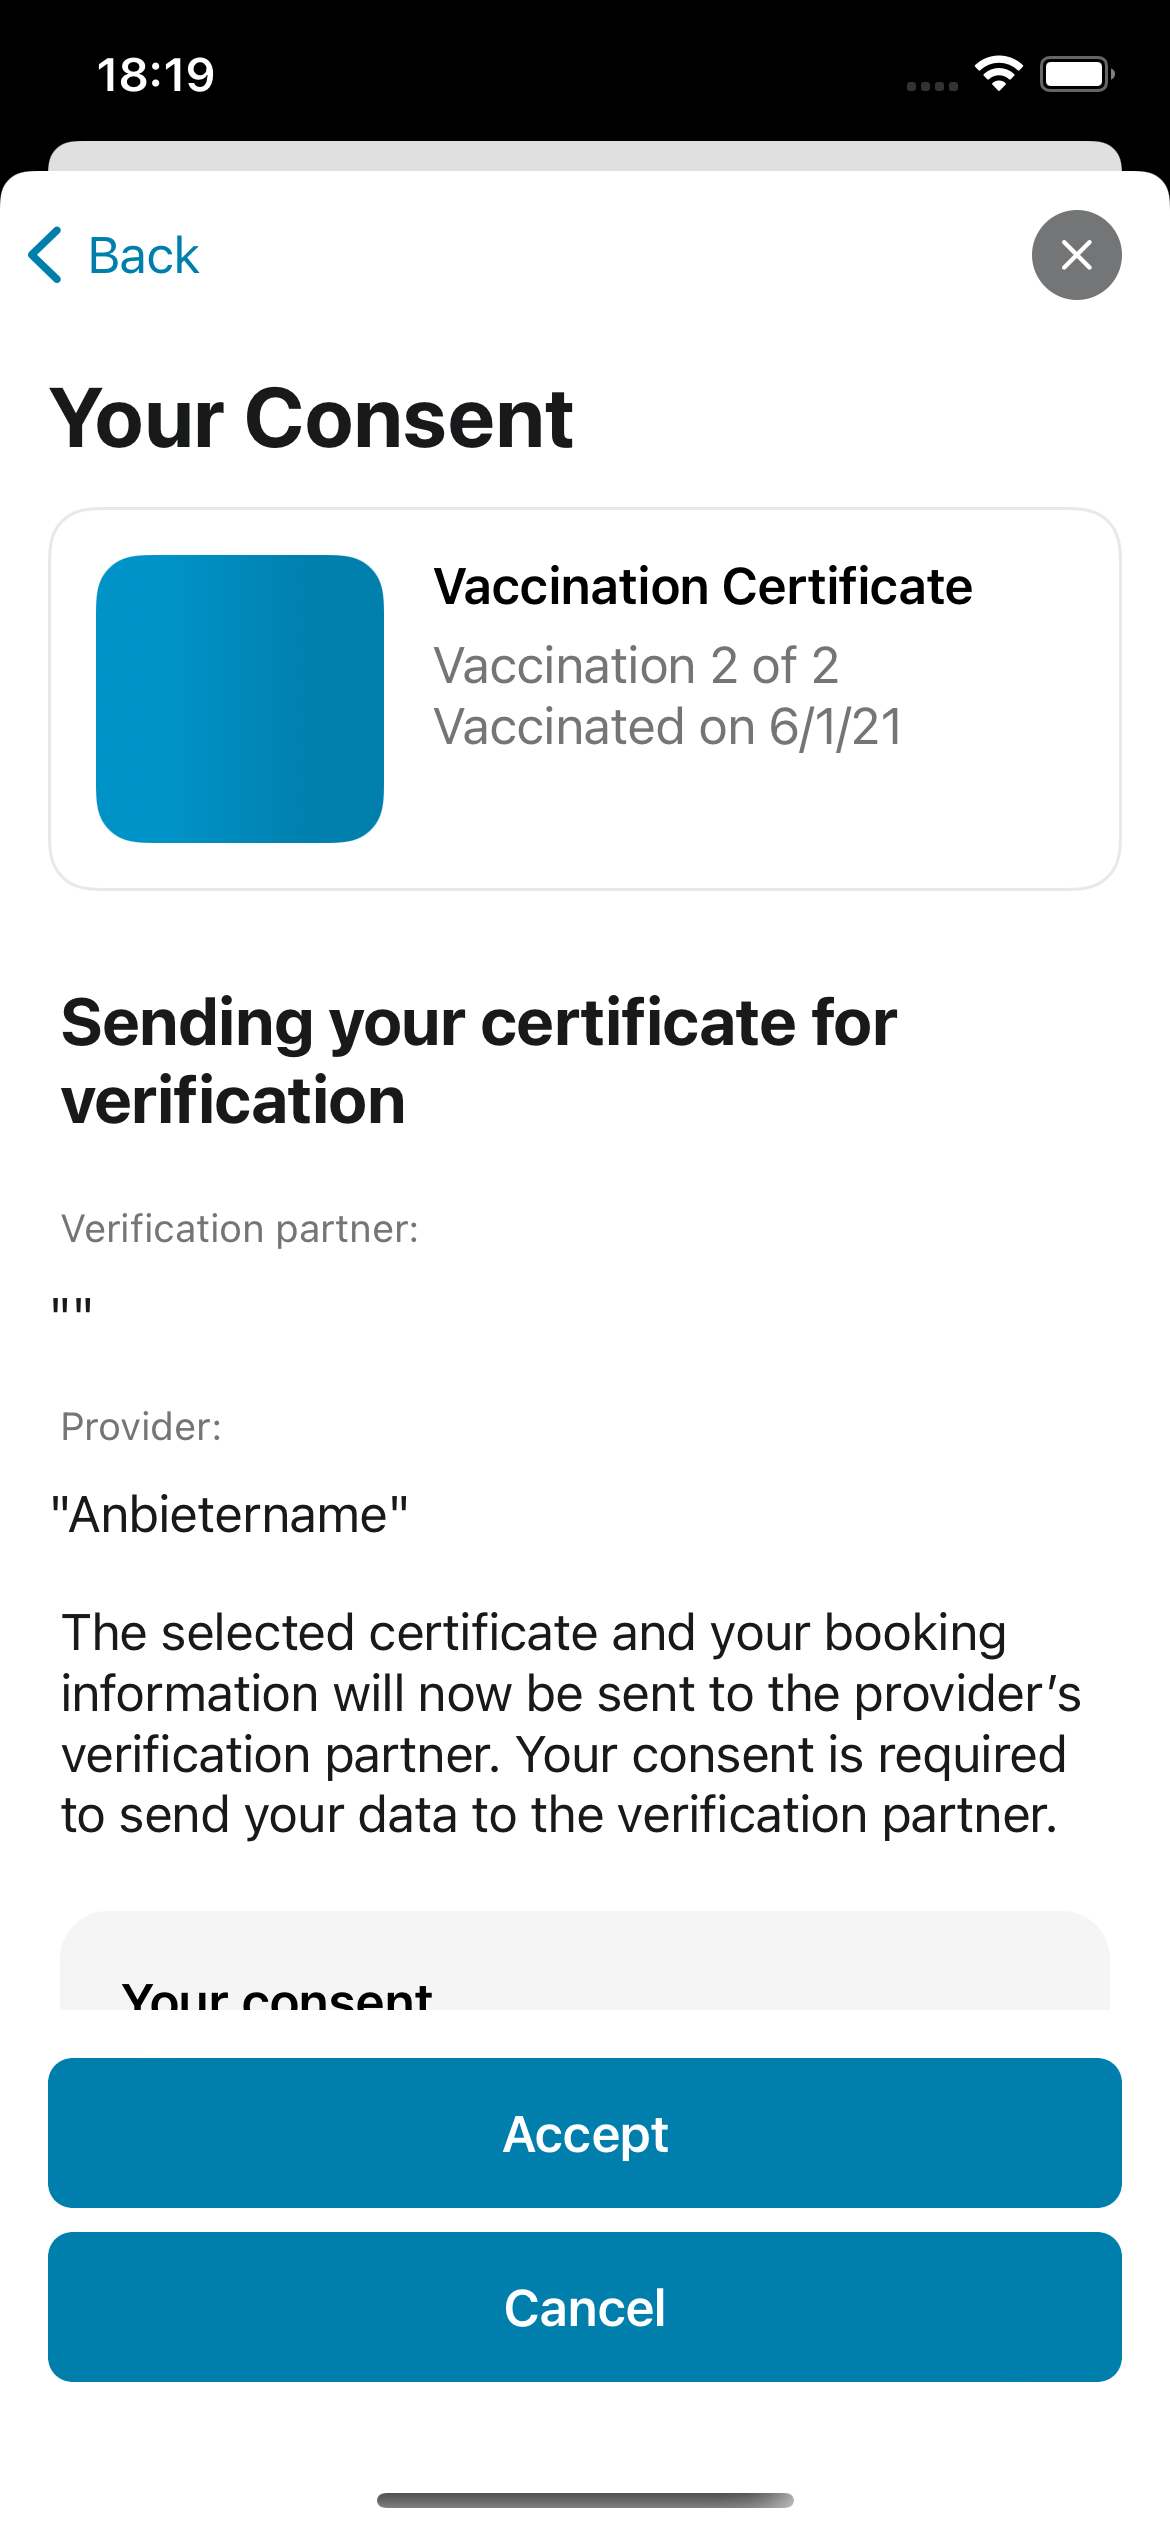 18:19
Back
Your Consent
Vaccination Certificate
Vaccination 2 of 2
Vaccinated on 6/1/21
Sending your certificate for
verification
Verification partner:
""
Provider:
"Anbietername"
The selected certificate and your booking
information will now be sent to the provider’s
verification partner. Your consent is required
to send your data to the verification partner.
Your consent
Accept
Cancel